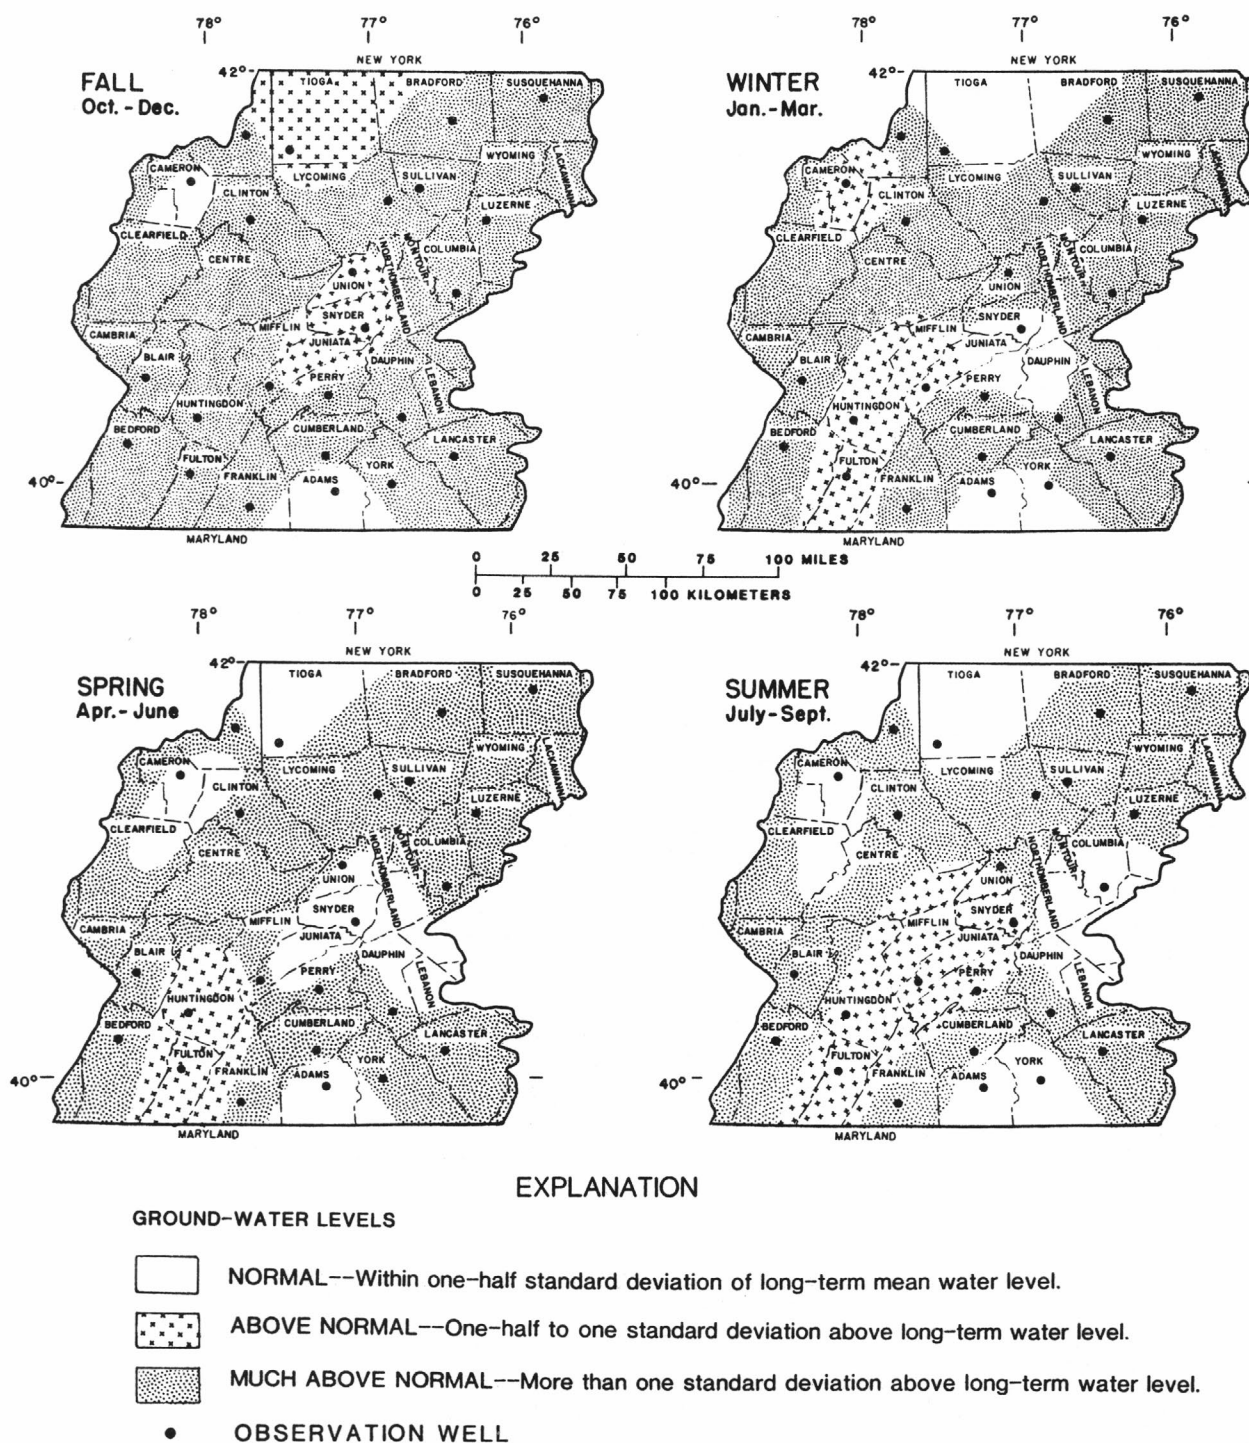 78° 77° 76°
FALL
Oct. - Dec.
NEW YORK
42°
TIOGA BRADFORD SUSQUEHANNA
CAMERON CLINTON LYCOMING SULLIVAN WYOMING LACKAWANNA
LUZERNE
CLEARFIELD CENTRE COLUMBIA
MONTOUR
NORTHUMBERLAND
UNION
SNYDER
CAMBRIA MIFFLIN JUNIATA
BLAIR PERRY DAUPHIN LEBANON
HUNTINGDON
BEDFORD CUMBERLAND LANCASTER
FULTON FRANKLIN ADAMS YORK
40°
MARYLAND
78° 77° 76°
WINTER
Jan. - Mar.
NEW YORK
42°
TIOGA BRADFORD SUSQUEHANNA
CAMERON CLINTON LYCOMING SULLIVAN WYOMING LACKAWANNA
LUZERNE
CLEARFIELD CENTRE COLUMBIA
MONTOUR
NORTHUMBERLAND
UNION
SNYDER
CAMBRIA MIFFLIN JUNIATA
BLAIR PERRY DAUPHIN LEBANON
HUNTINGDON
BEDFORD CUMBERLAND LANCASTER
FULTON FRANKLIN ADAMS YORK
40°
MARYLAND
0 25 50 75 100 MILES
0 25 50 75 100 KILOMETERS
78° 77° 76°
SPRING
Apr. - June
NEW YORK
42°
TIOGA BRADFORD SUSQUEHANNA
CAMERON CLINTON LYCOMING SULLIVAN WYOMING LACKAWANNA
LUZERNE
CLEARFIELD CENTRE COLUMBIA
MONTOUR
NORTHUMBERLAND
UNION
SNYDER
CAMBRIA MIFFLIN JUNIATA
BLAIR PERRY DAUPHIN LEBANON
HUNTINGDON
BEDFORD CUMBERLAND LANCASTER
FULTON FRANKLIN ADAMS YORK
40°
MARYLAND
78° 77° 76°
SUMMER
July - Sept.
NEW YORK
42°
TIOGA BRADFORD SUSQUEHANNA
CAMERON CLINTON LYCOMING SULLIVAN WYOMING LACKAWANNA
LUZERNE
CLEARFIELD CENTRE COLUMBIA
MONTOUR
NORTHUMBERLAND
UNION
SNYDER
CAMBRIA MIFFLIN JUNIATA
BLAIR PERRY DAUPHIN LEBANON
HUNTINGDON
BEDFORD CUMBERLAND LANCASTER
FULTON FRANKLIN ADAMS YORK
40°
MARYLAND
EXPLANATION
GROUND-WATER LEVELS
NORMAL--Within one-half standard deviation of long-term mean water level.
ABOVE NORMAL--One-half to one standard deviation above long-term water level.
MUCH ABOVE NORMAL--More than one standard deviation above long-term water level.
OBSERVATION WELL